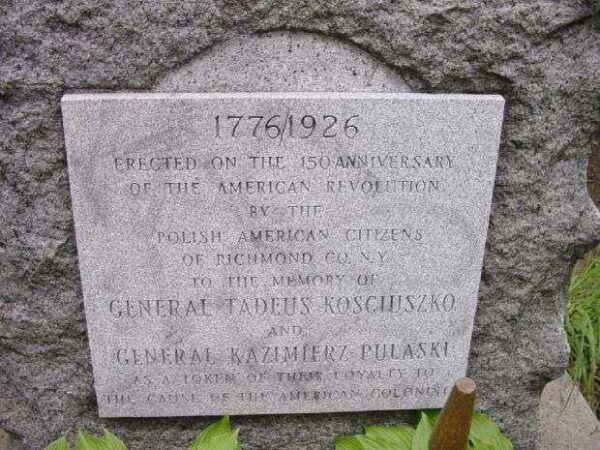 1776/1926
ERECTED ON THE 150 ANNIVERSARY
OF THE AMERICAN REVOLUTION
BY THE
POLISH AMERICAN CITIZENS
OF RICHMOND CO. N.Y.
TO THE MEMORY OF
GENERAL TADEUS KOSCIUSZKO
AND
GENERAL KAZIMIERZ PULASKI
AS A TOKEN OF THEIR LOYALTY TO
THE CAUSE OF THE AMERICAN COLONIST